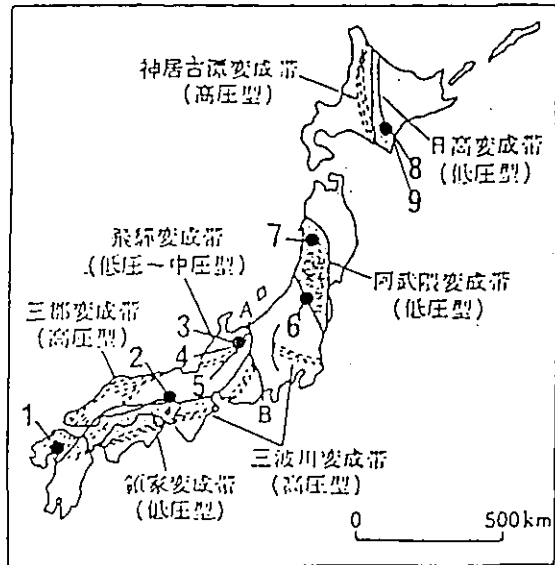 神居古潭変成帯
(高圧型)
日高変成帯
8 (低圧型)
9
飛騨変成帯
(低圧〜中圧型)
7
阿武隈変成帯
(低圧型)
A
三郡変成帯
(高圧型)
3
4
6
2
5
1
B
領家変成帯
(低圧型)
三波川変成帯
(高圧型)
0 500km